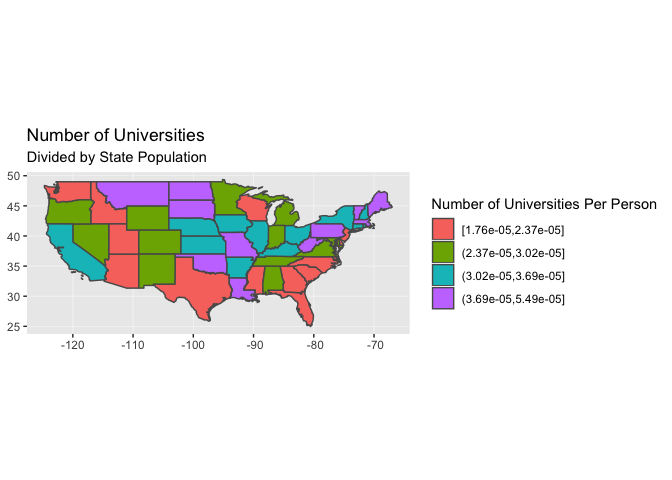 Number of Universities
Divided by State Population
50
45
40
35
30
25
-120 -110 -100 -90 -80 -70
Number of Universities Per Person
[1.76e-05,2.37e-05]
(2.37e-05,3.02e-05]
(3.02e-05,3.69e-05]
(3.69e-05,5.49e-05]